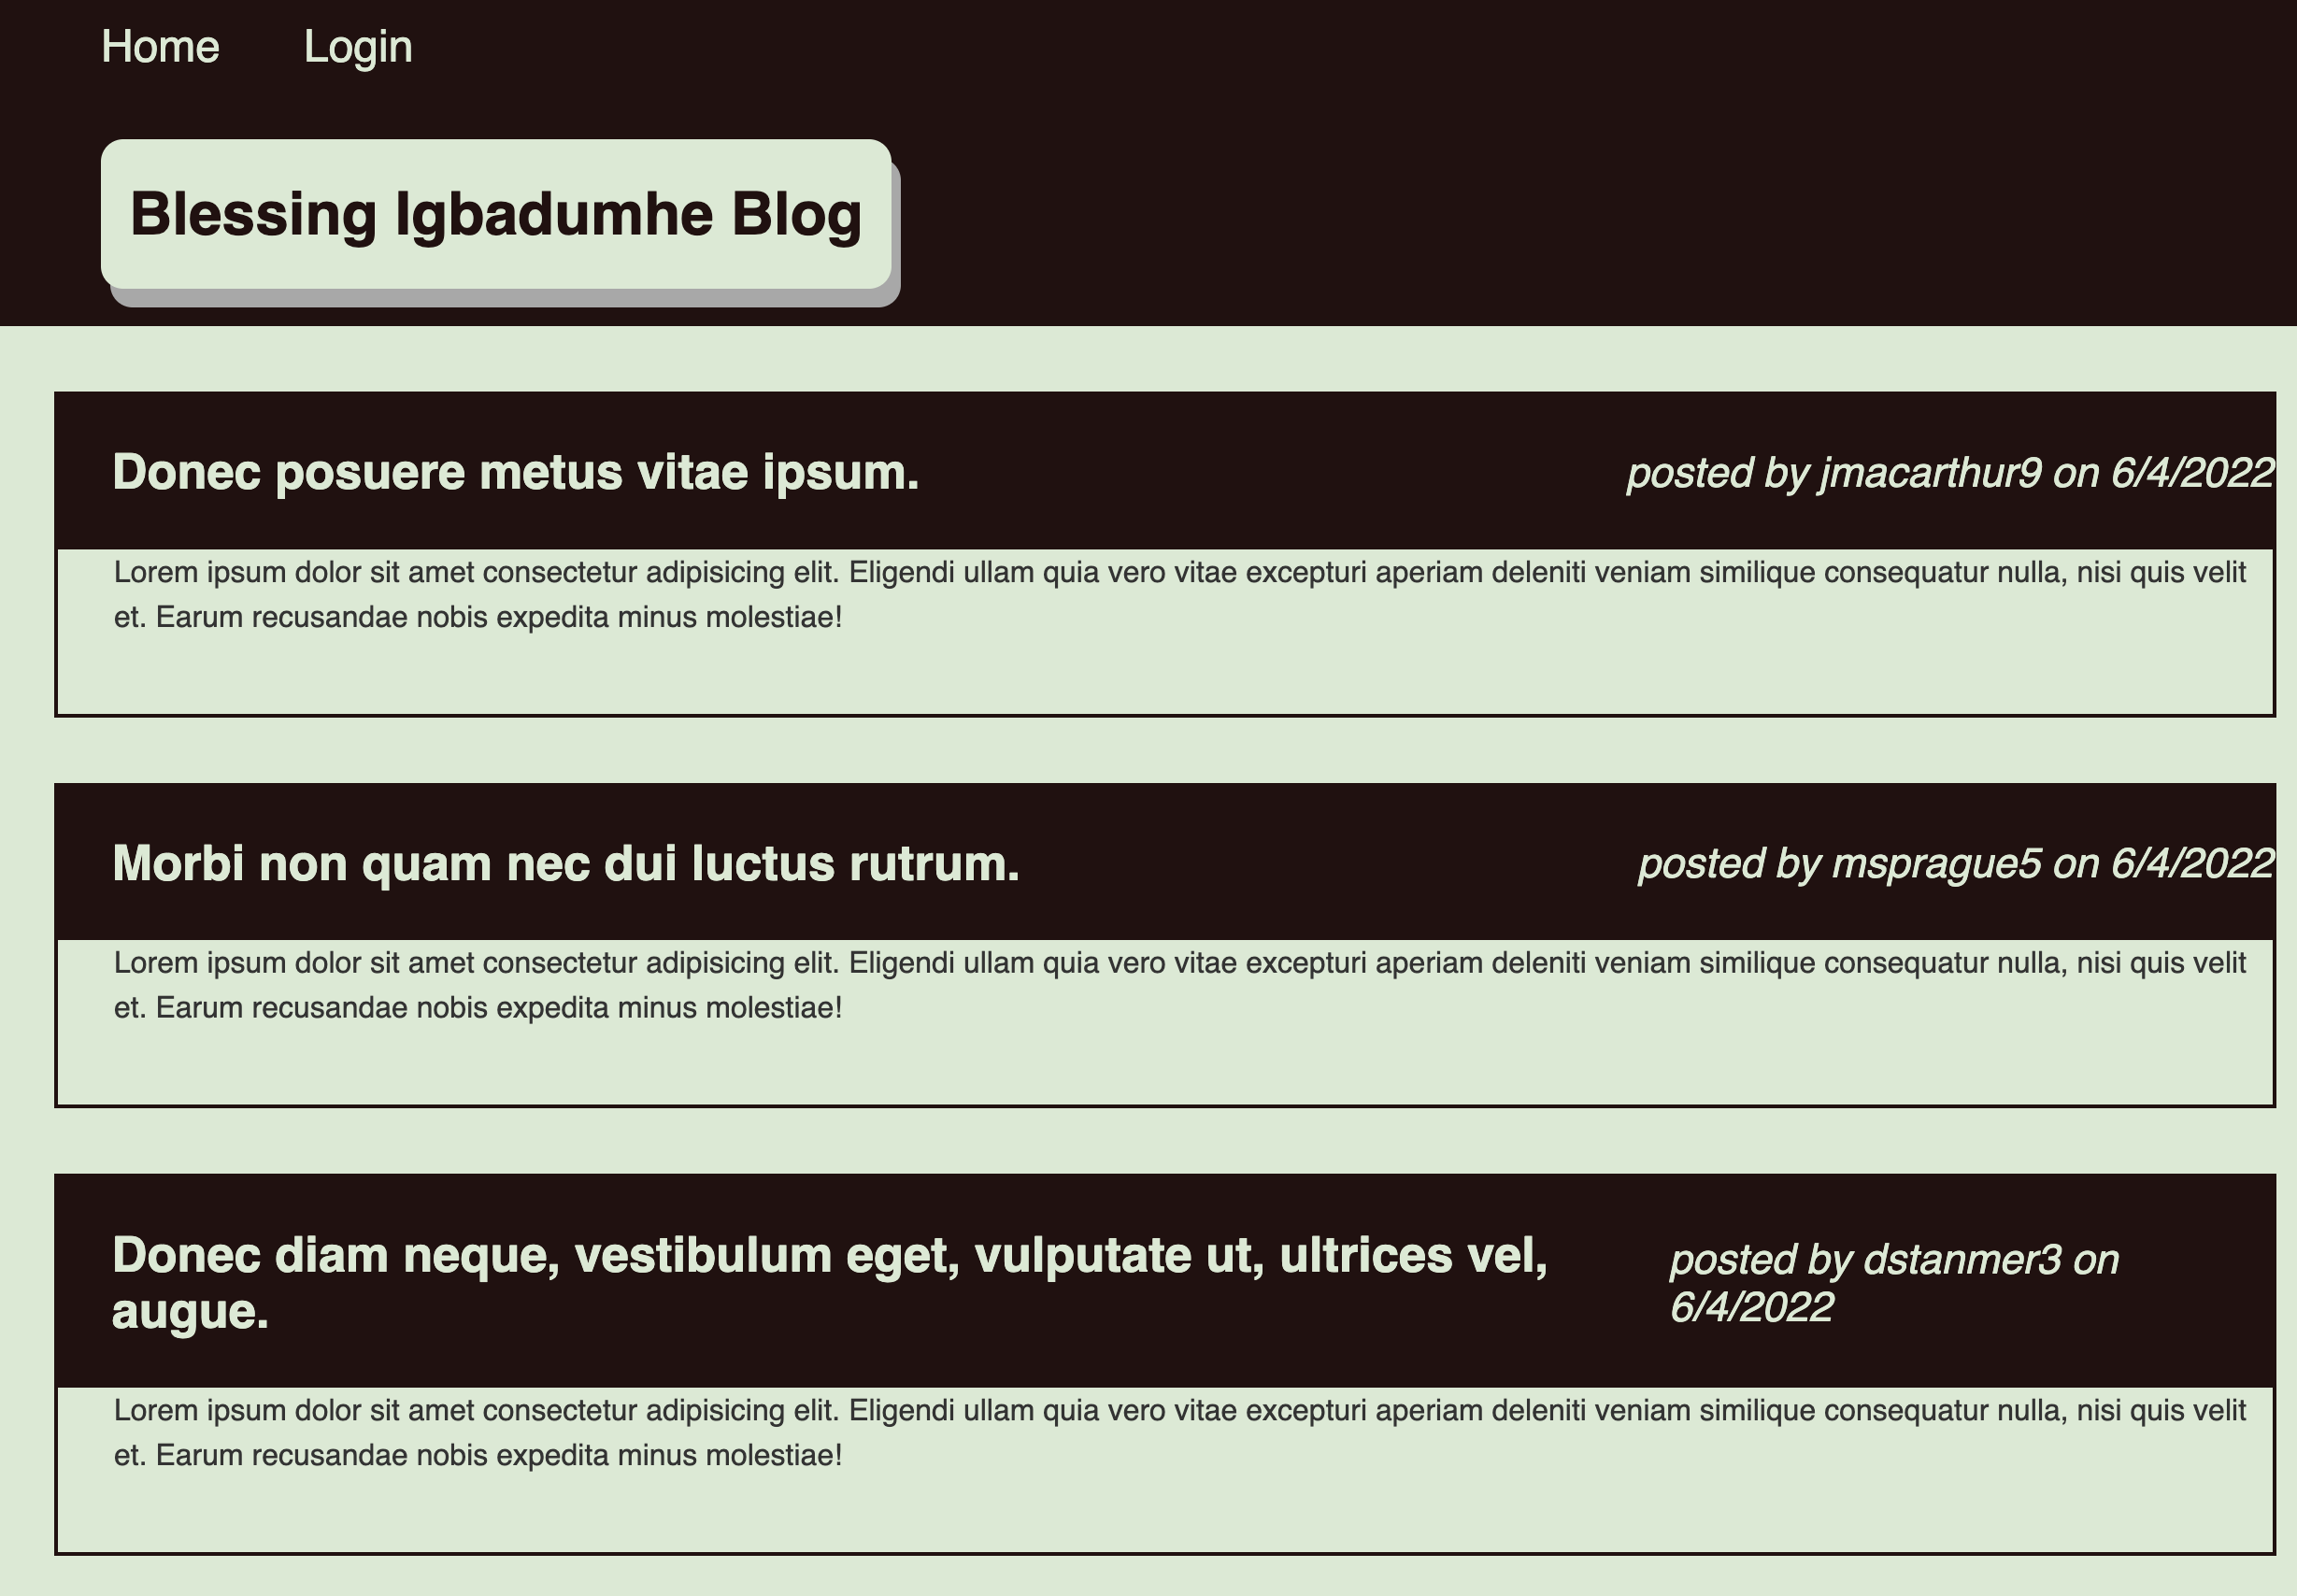 Home Login
Blessing Igbadumhe Blog
Donec posuere metus vitae ipsum. posted by jmacarthur9 on 6/4/2022
Lorem ipsum dolor sit amet consectetur adipisicing elit. Eligendi ullam quia vero vitae excepturi aperiam deleniti veniam similique consequatur nulla, nisi quis velit
et. Earum recusandae nobis expedita minus molestiae!
Morbi non quam nec dui luctus rutrum. posted by msprague5 on 6/4/2022
Lorem ipsum dolor sit amet consectetur adipisicing elit. Eligendi ullam quia vero vitae excepturi aperiam deleniti veniam similique consequatur nulla, nisi quis velit
et. Earum recusandae nobis expedita minus molestiae!
Donec diam neque, vestibulum eget, vulputate ut, ultrices vel,
augue.
posted by dstanmer3 on
6/4/2022
Lorem ipsum dolor sit amet consectetur adipisicing elit. Eligendi ullam quia vero vitae excepturi aperiam deleniti veniam similique consequatur nulla, nisi quis velit
et. Earum recusandae nobis expedita minus molestiae!